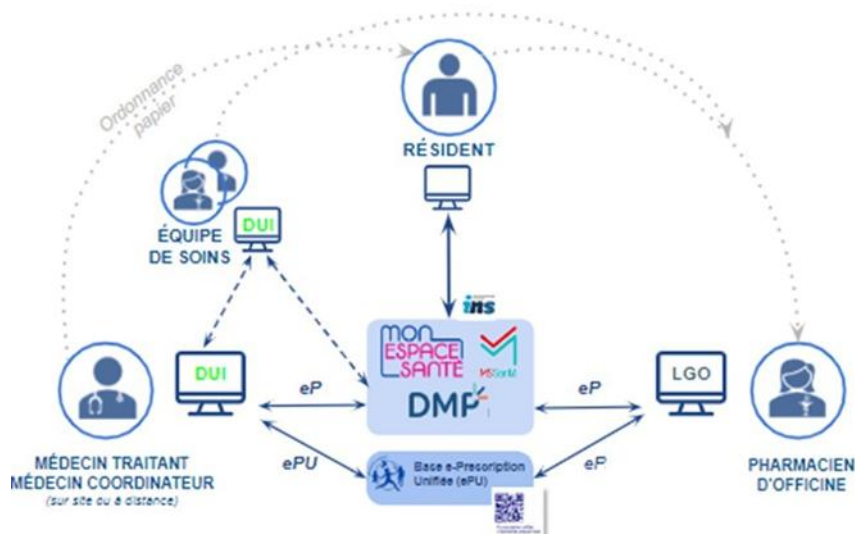 Ordonnance
papier
RÉSIDENT
DUI
ÉQUIPE
DE SOINS
ins
MON
ESPACE
SANTÉ
MSSanté
DMP
DUI
eP
eP
LGO
ePU
Base e-Prescription
Unifiée (ePU)
eP
MÉDECIN TRAITANT
MÉDECIN COORDINATEUR
(sur site ou à distance)
PHARMACIEN
D'OFFICINE